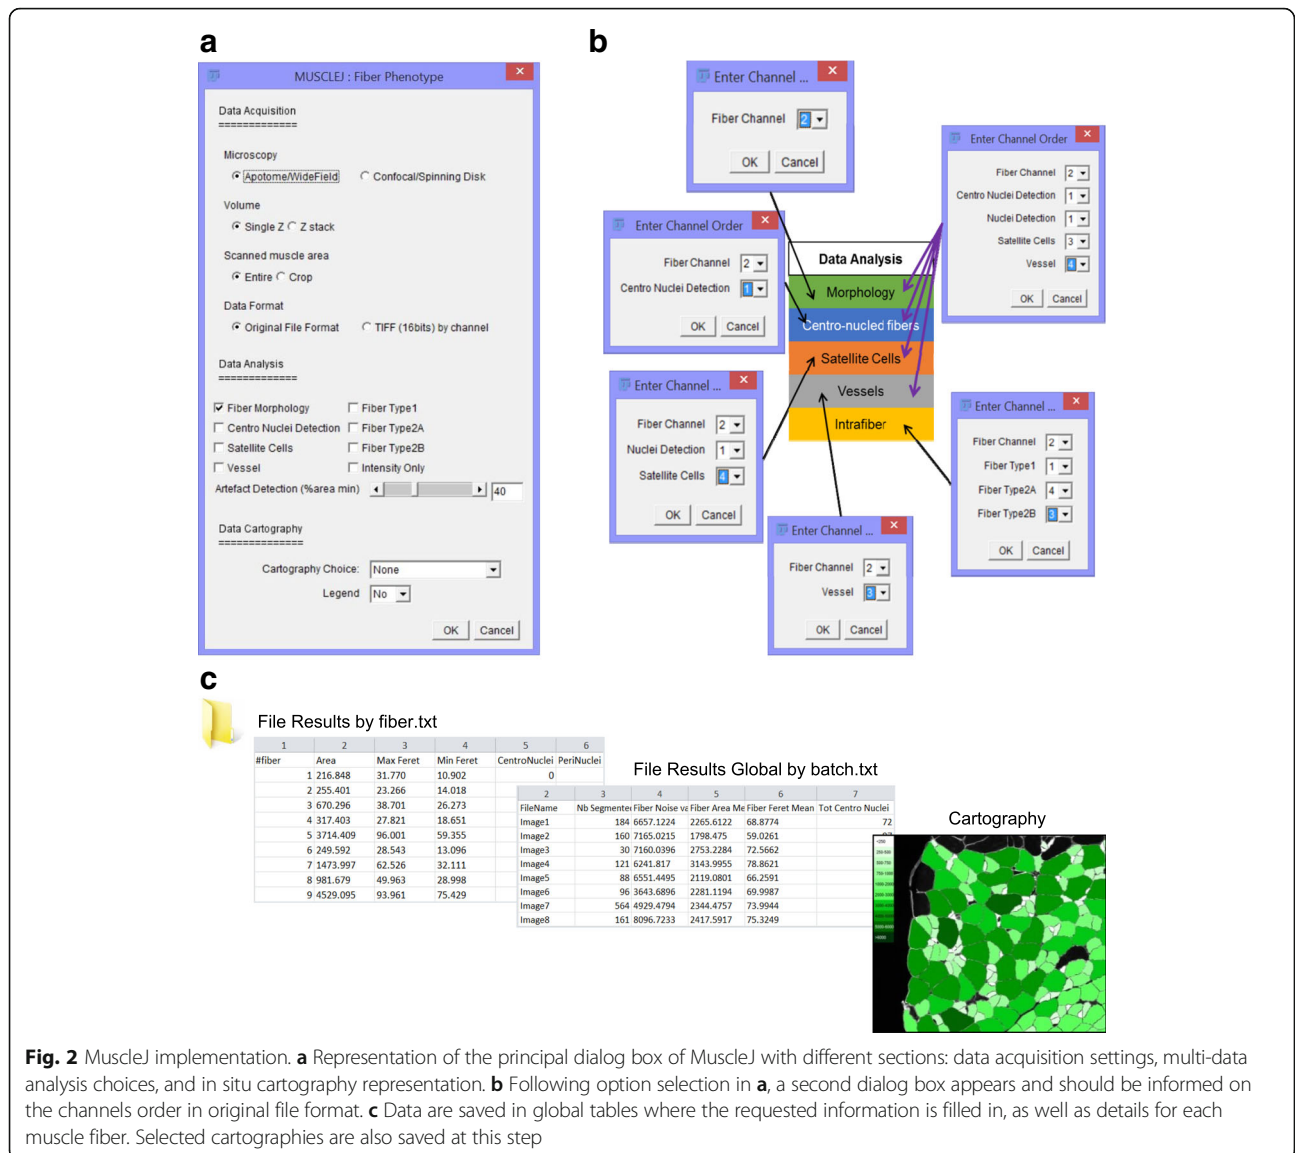 a
MUSCLEJ : Fiber Phenotype
Data Acquisition
=============
Microscopy
Apotome/WideField Confocal/Spinning Disk
Volume
Single Z Z stack
Scanned muscle area
Entire Crop
Data Format
Original File Format TIFF (16bits) by channel
Data Analysis
=============
Fiber Morphology Fiber Type1
Centro Nuclei Detection Fiber Type2A
Satellite Cells Fiber Type2B
Vessel Intensity Only
Artefact Detection (%area min) 40
Data Cartography
==============
Cartography Choice: None
Legend No
OK Cancel
b
Enter Channel ...
Fiber Channel 2
OK Cancel
Enter Channel Order
Fiber Channel 2
Centro Nuclei Detection 1
OK Cancel
Enter Channel ...
Fiber Channel 2
Nuclei Detection 1
Satellite Cells 4
OK Cancel
Enter Channel ...
Fiber Channel 2
Vessel 3
OK Cancel
Data Analysis
Morphology
Centro-nucled fibers
Satellite Cells
Vessels
Intrafiber
Enter Channel Order
Fiber Channel 2
Centro Nuclei Detection 1
Nuclei Detection 1
Satellite Cells 3
Vessel 4
OK Cancel
Enter Channel ...
Fiber Channel 2
Fiber Type1 1
Fiber Type2A 4
Fiber Type2B 3
OK Cancel
c
File Results by fiber.txt
1 2 3 4 5 6
#fiber Area Max Feret Min Feret CentroNuclei PeriNuclei
1 216.848 31.770 10.902 0
2 255.401 23.266 14.018
3 670.296 38.701 26.273
4 317.403 27.821 18.651
5 3714.409 96.001 59.355
6 249.592 28.543 13.096
7 1473.997 62.526 32.111
8 981.679 49.963 28.998
9 4529.095 93.961 75.429
File Results Global by batch.txt
2 3 4 5 6 7
FileName Nb Segmente Fiber Noise va Fiber Area Me Fiber Feret Mean Tot Centro Nuclei
Image1 184 6657.1224 2265.6122 68.8774 72
Image2 160 7165.0215 1798.475 59.0261
Image3 30 7160.0396 2753.2284 72.5662
Image4 121 6241.817 3143.9955 78.8621
Image5 88 6551.4495 2119.0801 66.2591
Image6 96 3643.6896 2281.1194 69.9987
Image7 564 4929.4794 2344.4757 73.9944
Image8 161 8096.7233 2417.5917 75.3249
Cartography
Fig. 2 MuscleJ implementation. a Representation of the principal dialog box of MuscleJ with different sections: data acquisition settings, multi-data
analysis choices, and in situ cartography representation. b Following option selection in a, a second dialog box appears and should be informed on
the channels order in original file format. c Data are saved in global tables where the requested information is filled in, as well as details for each
muscle fiber. Selected cartographies are also saved at this step